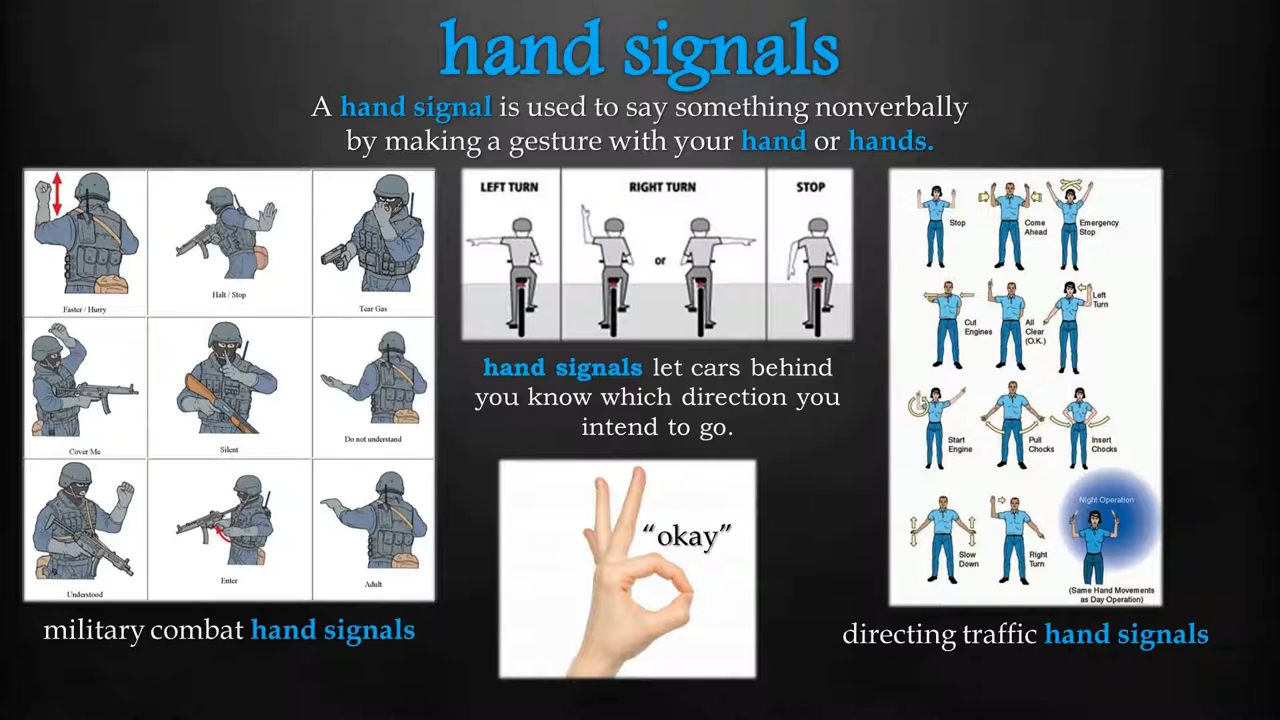 hand signals
A hand signal is used to say something nonverbally
by making a gesture with your hand or hands.
Faster / Hurry
Halt / Stop
Tear Gas
Cover Me
Silent
Do not understand
Understood
Enter
Adult
military combat hand signals
LEFT TURN
RIGHT TURN
STOP
or
hand signals let cars behind
you know which direction you
intend to go.
“okay”
Stop
Come
Ahead
Emergency
Stop
Cut
Engines
All
Clear
(O.K.)
Left
Turn
Start
Engine
Pull
Chocks
Insert
Chocks
Slow
Down
Right
Turn
Night Operation
(Same Hand Movements
as Day Operation)
directing traffic hand signals